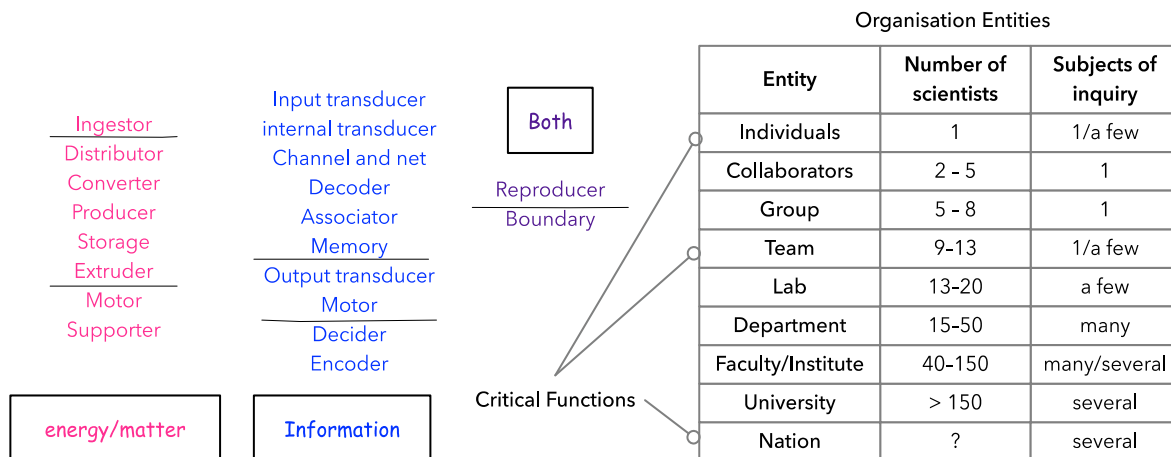 Ingestor
Distributor
Converter
Producer
Storage
Extruder
Motor
Supporter
energy/matter
Input transducer
internal transducer
Channel and net
Decoder
Associator
Memory
Output transducer
Motor
Decider
Encoder
Information
Both
Reproducer
Boundary
Critical Functions
Organisation Entities
Entity Number of scientists Subjects of inquiry
Individuals 1 1/a few
Collaborators 2 - 5 1
Group 5 - 8 1
Team 9-13 1/a few
Lab 13-20 a few
Department 15-50 many
Faculty/Institute 40-150 many/several
University > 150 several
Nation ? several